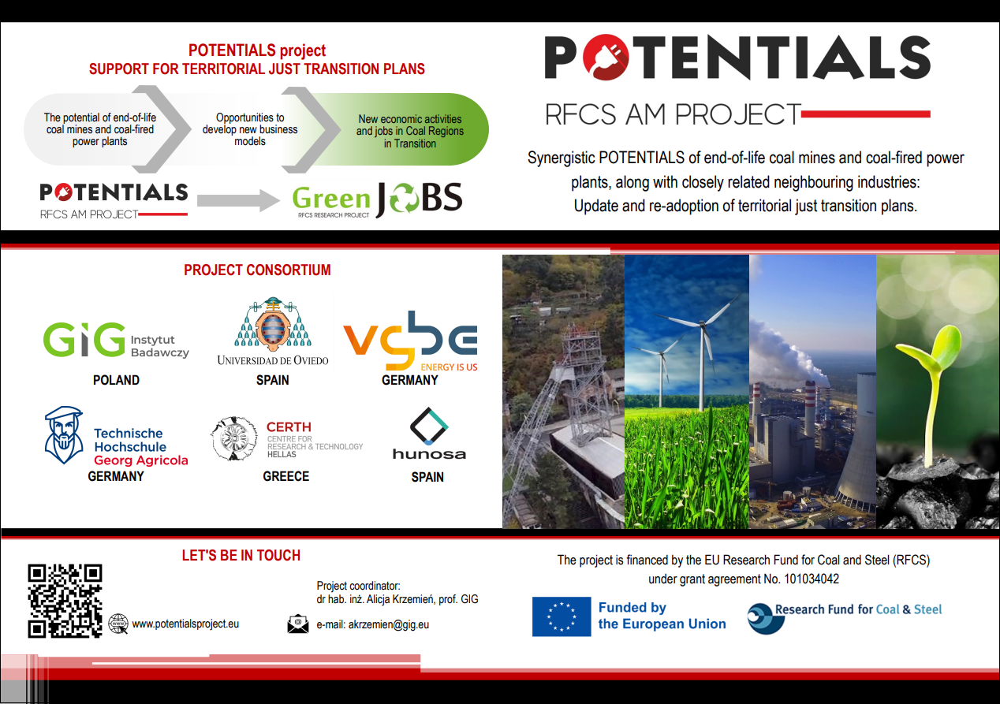 POTENTIALS project
SUPPORT FOR TERRITORIAL JUST TRANSITION PLANS
The potential of end-of-life
coal mines and coal-fired
power plants
Opportunities to
develop new business
models
New economic activities
and jobs in Coal Regions
in Transition
POTENTIALS
RFCS AM PROJECT
Green JOBS
RFCS RESEARCH PROJECT
POTENTIALS
RFCS AM PROJECT
Synergistic POTENTIALS of end-of-life coal mines and coal-fired power
plants, along with closely related neighbouring industries:
Update and re-adoption of territorial just transition plans.
PROJECT CONSORTIUM
GiG Instytut
Badawczy
POLAND
UNIVERSIDAD DE OVIEDO
SPAIN
vgbe
ENERGY IS US
GERMANY
Technische
Hochschule
Georg Agricola
GERMANY
CERTH
CENTRE FOR
RESEARCH & TECHNOLOGY
HELLAS
GREECE
hunosa
SPAIN
LET'S BE IN TOUCH
www.potentialsproject.eu
Project coordinator:
dr hab. inż. Alicja Krzemień, prof. GIG
e-mail: akrzemien@gig.eu
The project is financed by the EU Research Fund for Coal and Steel (RFCS)
under grant agreement No. 101034042
Funded by
the European Union
Research Fund for Coal & Steel